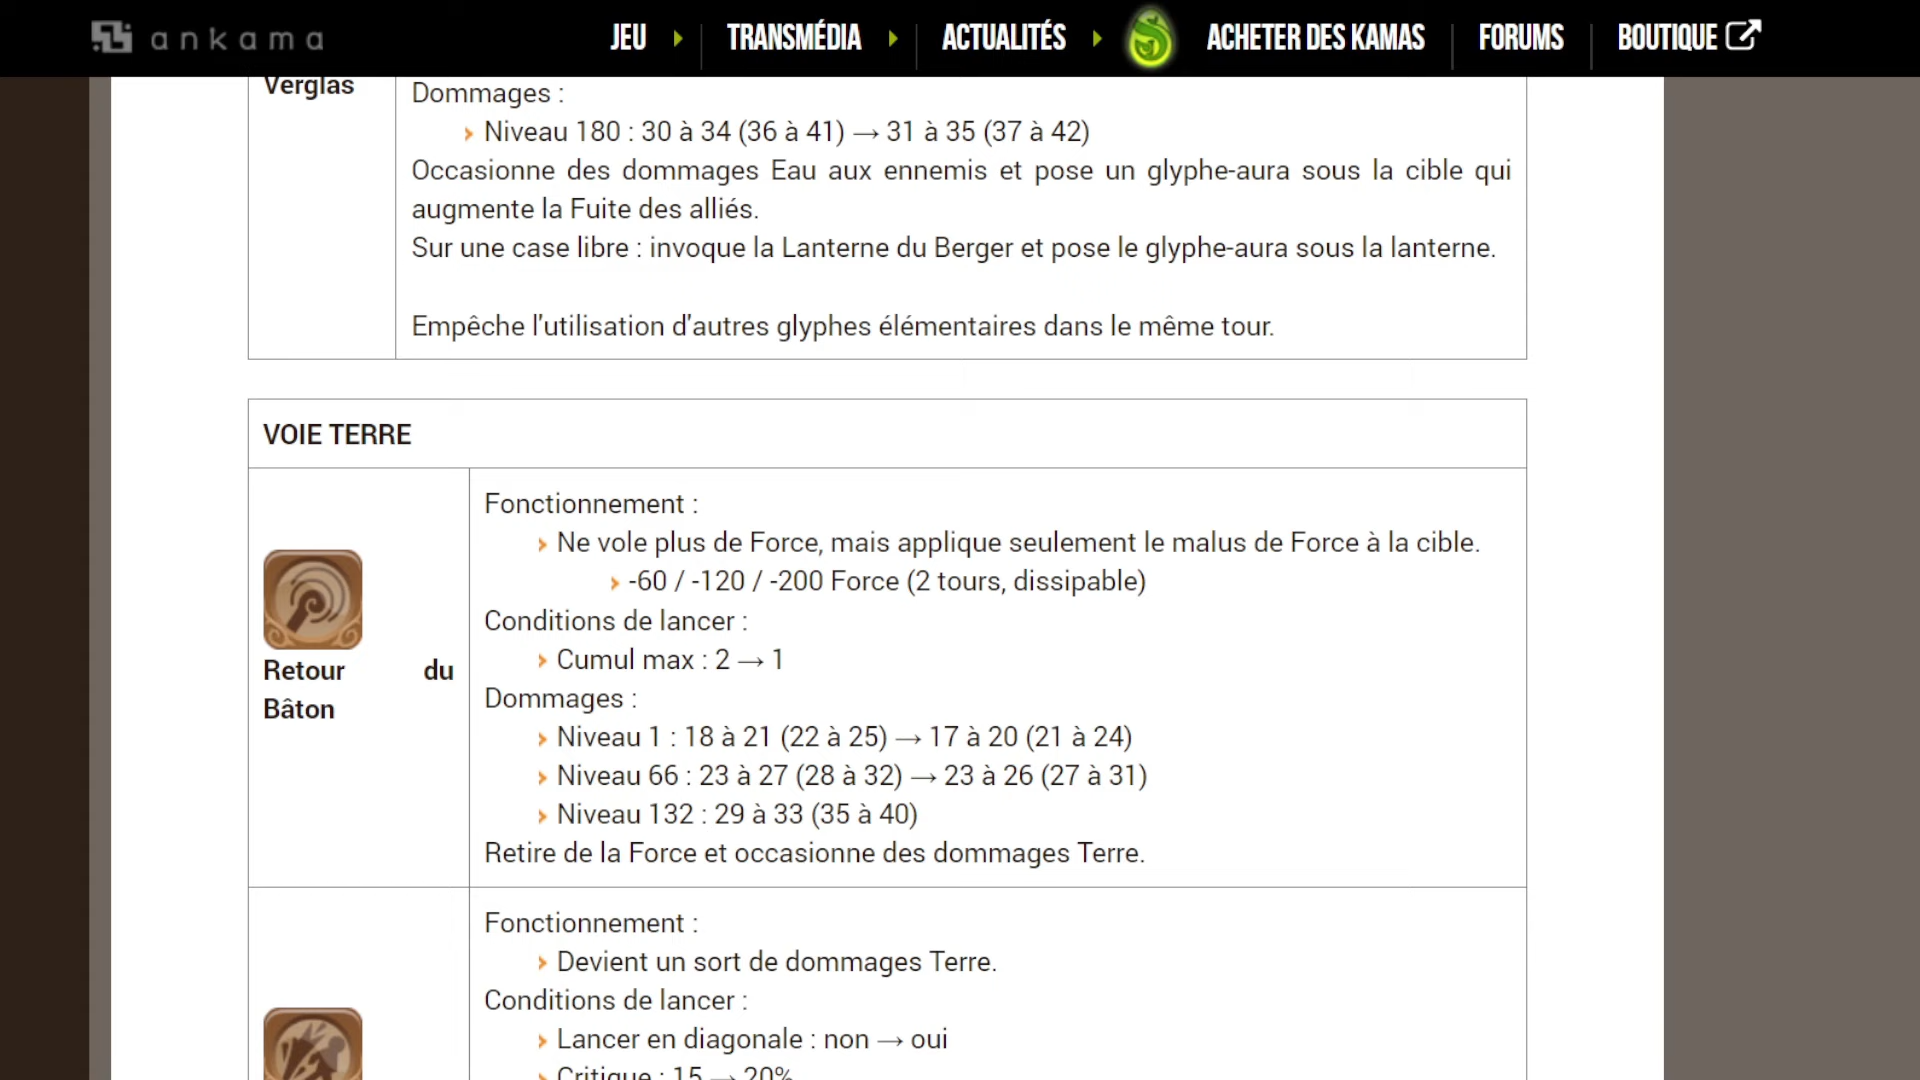 ankama
JEU
TRANSMÉDIA
ACTUALITÉS
ACHETER DES KAMAS
FORUMS
BOUTIQUE
Verglas
Dommages :
Niveau 180 : 30 à 34 (36 à 41) → 31 à 35 (37 à 42)
Occasionne des dommages Eau aux ennemis et pose un glyphe-aura sous la cible qui
augmente la Fuite des alliés.
Sur une case libre : invoque la Lanterne du Berger et pose le glyphe-aura sous la lanterne.
Empêche l'utilisation d'autres glyphes élémentaires dans le même tour.
VOIE TERRE
Retour du
Bâton
Fonctionnement :
Ne vole plus de Force, mais applique seulement le malus de Force à la cible.
-60 / -120 / -200 Force (2 tours, dissipable)
Conditions de lancer :
Cumul max : 2 → 1
Dommages :
Niveau 1 : 18 à 21 (22 à 25) → 17 à 20 (21 à 24)
Niveau 66 : 23 à 27 (28 à 32) → 23 à 26 (27 à 31)
Niveau 132 : 29 à 33 (35 à 40)
Retire de la Force et occasionne des dommages Terre.
Fonctionnement :
Devient un sort de dommages Terre.
Conditions de lancer :
Lancer en diagonale : non → oui
Critique : 15 → 20%